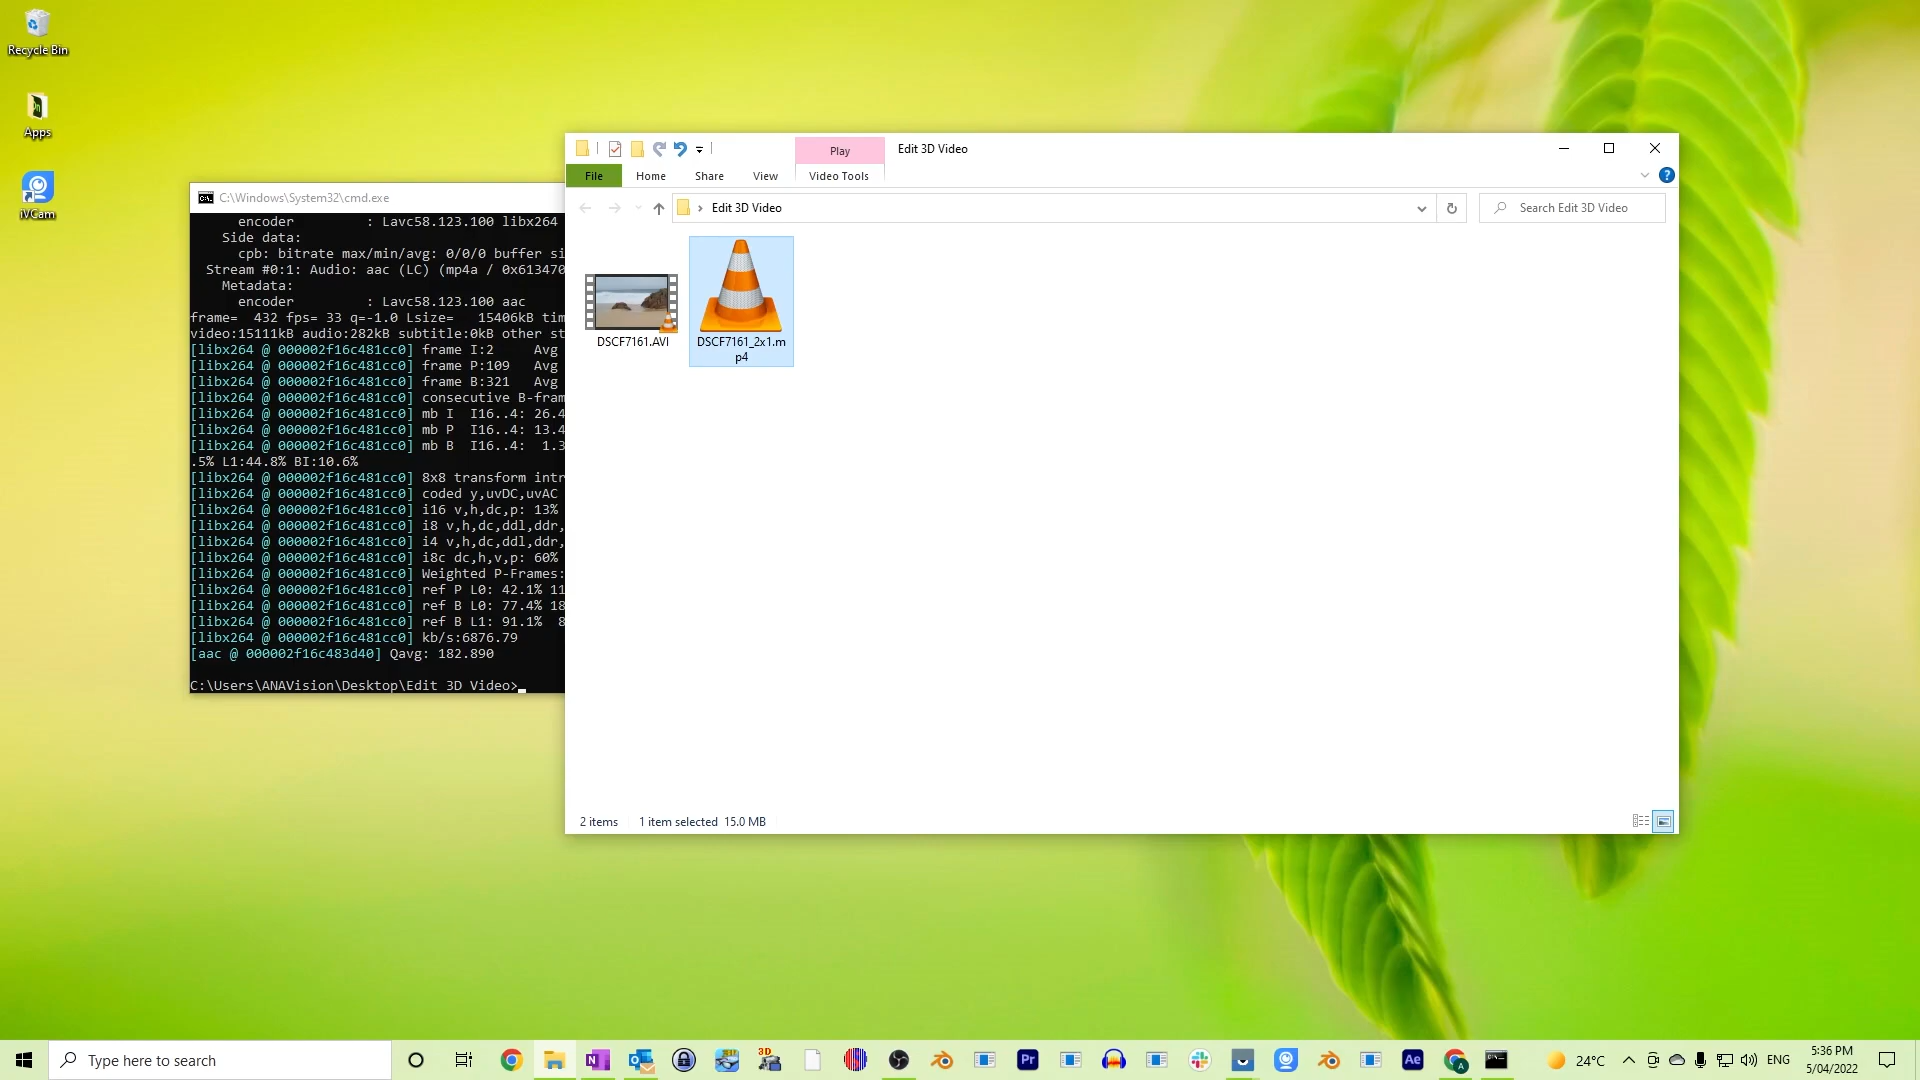 Recycle Bin
Apps
iVCam
C:\Windows\System32\cmd.exe
encoder : Lavc58.123.100 libx264
Side data:
cpb: bitrate max/min/avg: 0/0/0 buffer si
Stream #0:1: Audio: aac (LC) (mp4a / 0x613470
Metadata:
encoder : Lavc58.123.100 aac
frame= 432 fps= 33 q=-1.0 Lsize= 15406kB tim
video:15111kB audio:282kB subtitle:0kB other st
[libx264 @ 000002f16c481cc0] frame I:2 Avg
[libx264 @ 000002f16c481cc0] frame P:109 Avg
[libx264 @ 000002f16c481cc0] frame B:321 Avg
[libx264 @ 000002f16c481cc0] consecutive B-fram
[libx264 @ 000002f16c481cc0] mb I I16..4: 26.4
[libx264 @ 000002f16c481cc0] mb P I16..4: 13.4
[libx264 @ 000002f16c481cc0] mb B I16..4: 1.3
.5% L1:44.8% BI:10.6%
[libx264 @ 000002f16c481cc0] 8x8 transform intr
[libx264 @ 000002f16c481cc0] coded y,uvDC,uvAC
[libx264 @ 000002f16c481cc0] i16 v,h,dc,p: 13%
[libx264 @ 000002f16c481cc0] i8 v,h,dc,ddl,ddr,
[libx264 @ 000002f16c481cc0] i4 v,h,dc,ddl,ddr,
[libx264 @ 000002f16c481cc0] i8c dc,h,v,p: 60%
[libx264 @ 000002f16c481cc0] Weighted P-Frames:
[libx264 @ 000002f16c481cc0] ref P L0: 42.1% 11
[libx264 @ 000002f16c481cc0] ref B L0: 77.4% 18
[libx264 @ 000002f16c481cc0] ref B L1: 91.1% 8
[libx264 @ 000002f16c481cc0] kb/s:6876.79
[aac @ 000002f16c483d40] Qavg: 182.890
C:\Users\ANAVision\Desktop\Edit 3D Video>
Play
Edit 3D Video
File Home Share View Video Tools
Edit 3D Video
Search Edit 3D Video
DSCF7161.AVI
DSCF7161_2x1.m
p4
2 items 1 item selected 15.0 MB
Type here to search
3D
Pr
Ae
A
24°C
ENG
5:36 PM
5/04/2022